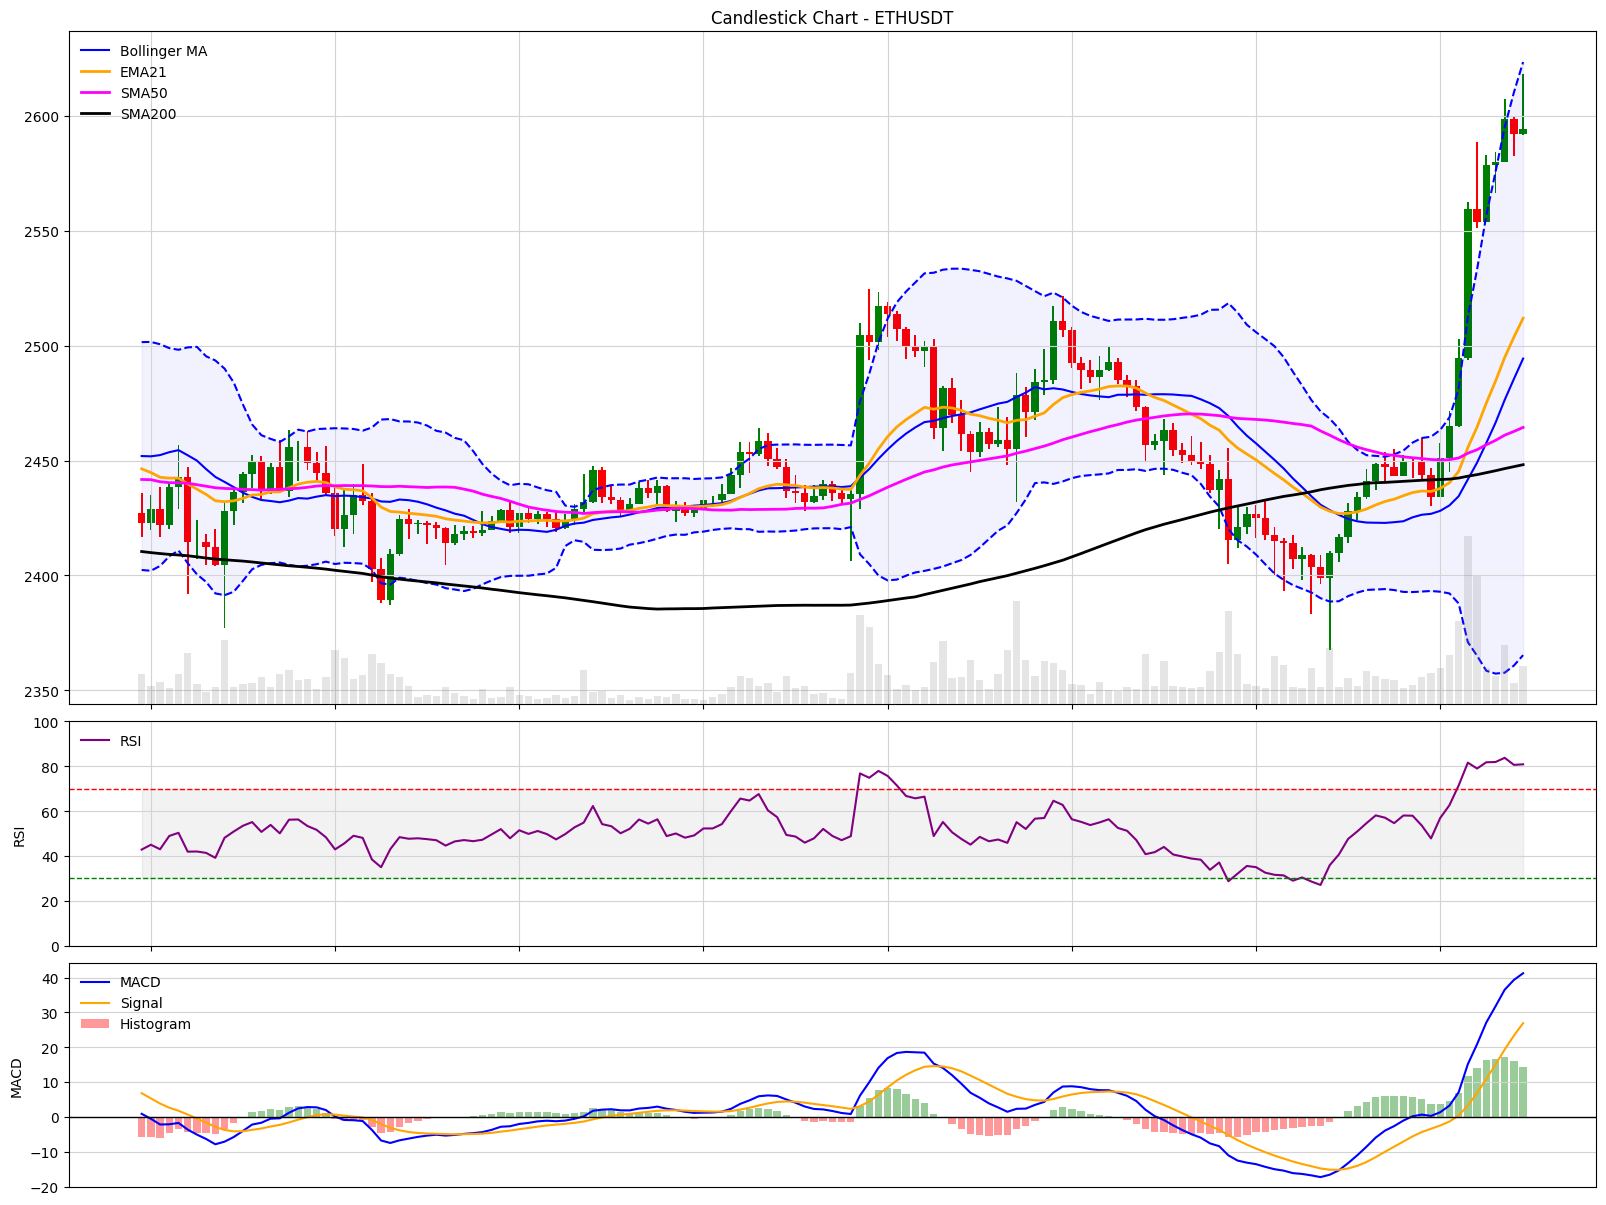 Candlestick Chart - ETHUSDT
Bollinger MA
EMA21
SMA50
SMA200
2600
2550
2500
2450
2400
2350
RSI
100
80
60
40
20
0
RSI
MACD
Signal
Histogram
40
30
20
10
0
−10
−20
MACD